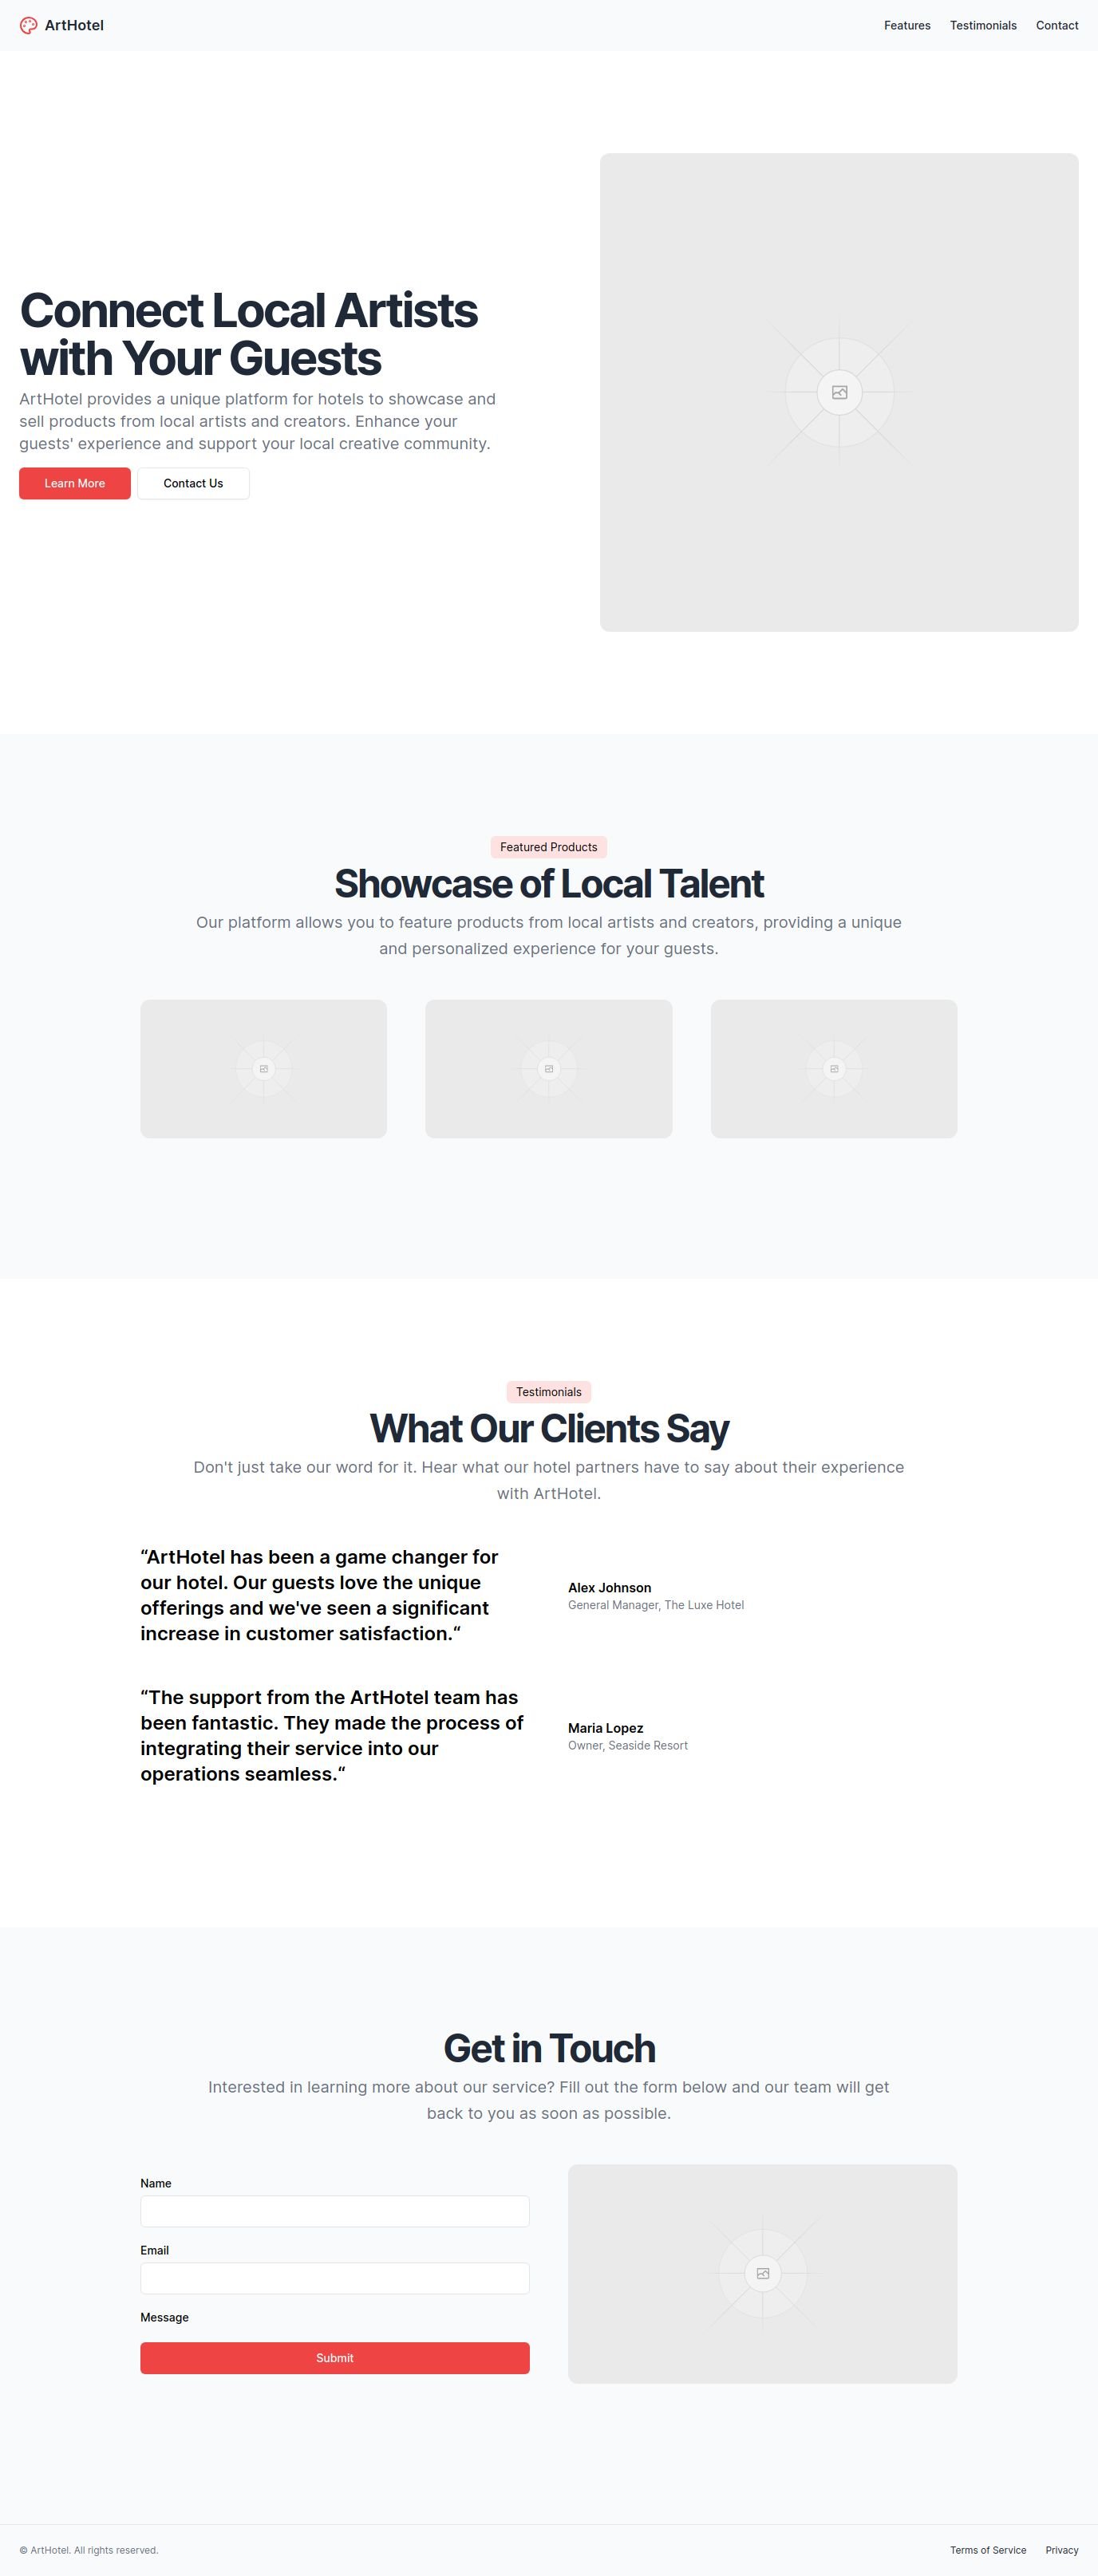 ArtHotel
Features
Testimonials
Contact
Connect Local Artists
with Your Guests
ArtHotel provides a unique platform for hotels to showcase and
sell products from local artists and creators. Enhance your
guests' experience and support your local creative community.
Learn More
Contact Us
Featured Products
Showcase of Local Talent
Our platform allows you to feature products from local artists and creators, providing a unique
and personalized experience for your guests.
Testimonials
What Our Clients Say
Don't just take our word for it. Hear what our hotel partners have to say about their experience
with ArtHotel.
“ArtHotel has been a game changer for
our hotel. Our guests love the unique
offerings and we've seen a significant
increase in customer satisfaction.“
Alex Johnson
General Manager, The Luxe Hotel
“The support from the ArtHotel team has
been fantastic. They made the process of
integrating their service into our
operations seamless.“
Maria Lopez
Owner, Seaside Resort
Get in Touch
Interested in learning more about our service? Fill out the form below and our team will get
back to you as soon as possible.
Name
Email
Message
Submit
© ArtHotel. All rights reserved.
Terms of Service
Privacy